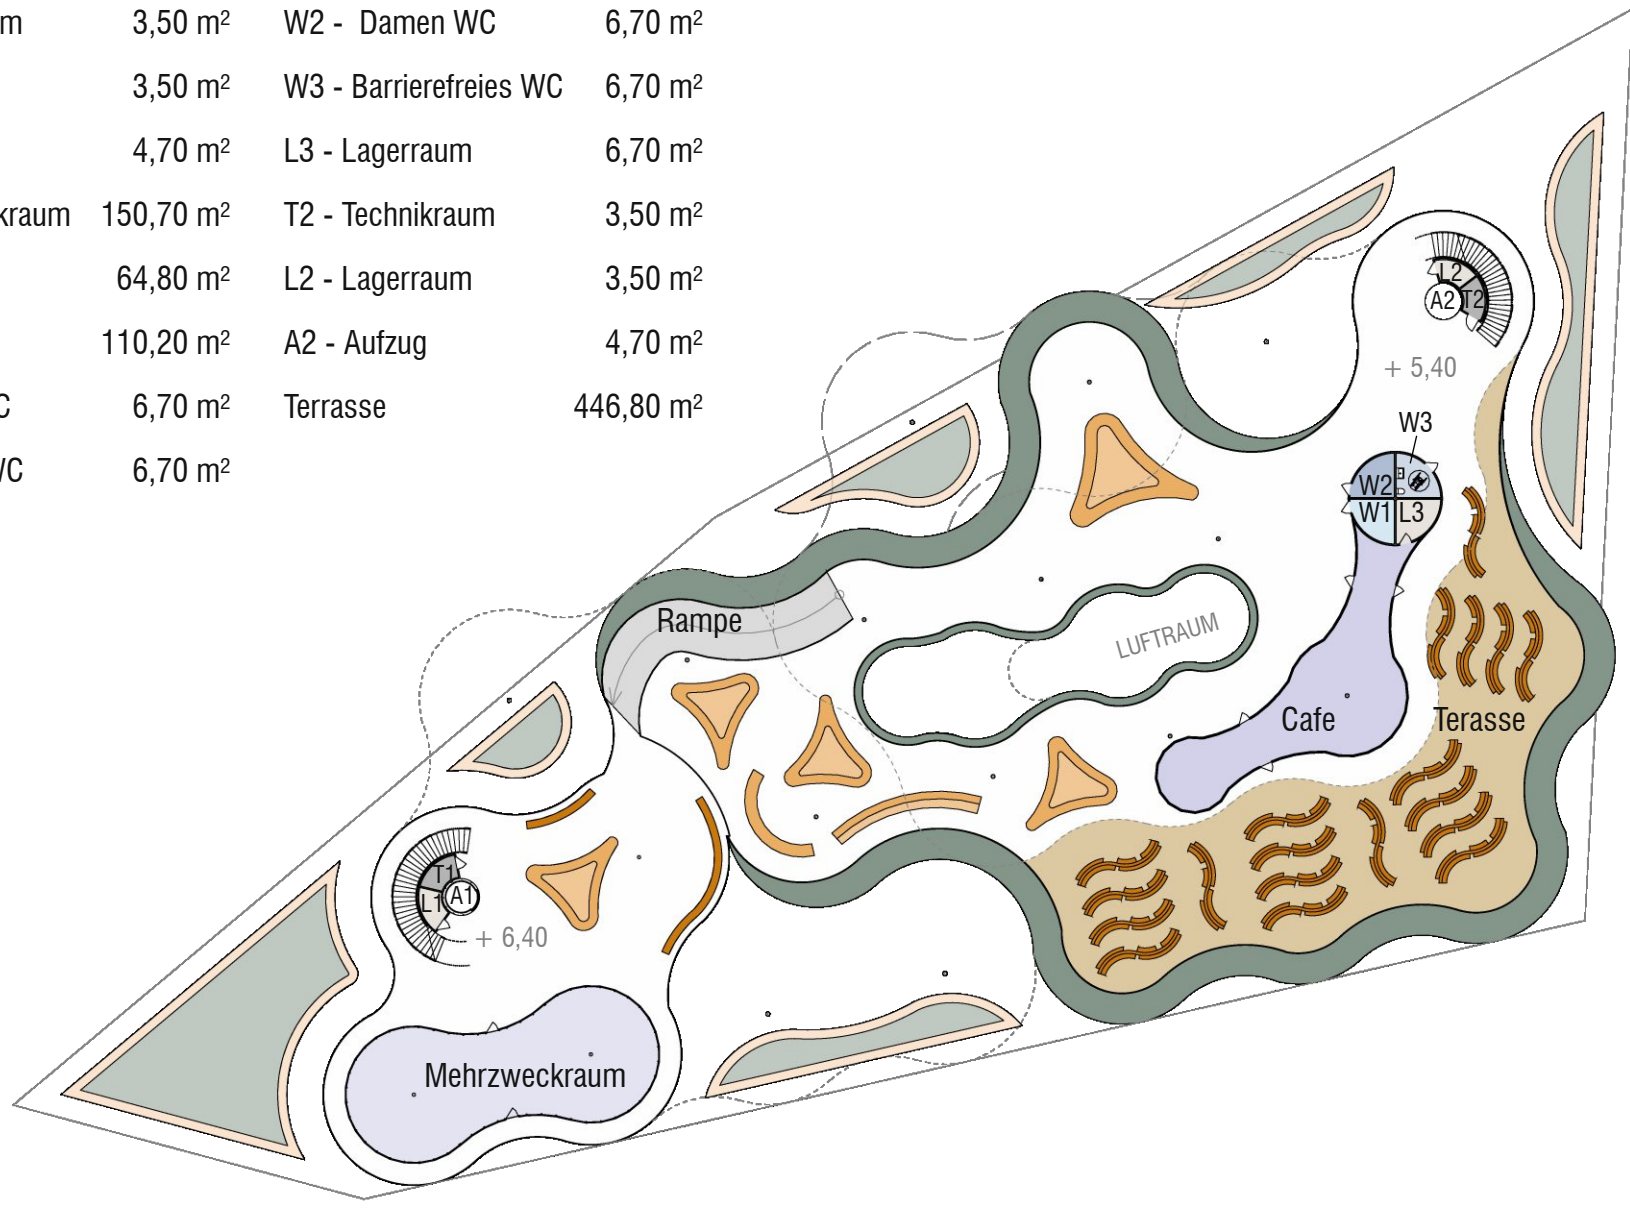 m 3,50 m² W2 - Damen WC 6,70 m²
3,50 m² W3 - Barrierefreies WC 6,70 m²
4,70 m² L3 - Lagerraum 6,70 m²
kraum 150,70 m² T2 - Technikraum 3,50 m²
64,80 m² L2 - Lagerraum 3,50 m²
110,20 m² A2 - Aufzug 4,70 m²
C 6,70 m² Terrasse 446,80 m²
WC 6,70 m²
L2
A2 T2
+ 5,40
W3
W2
W1 L3
Rampe
LUFTRAUM
Cafe
Terasse
T1
L1 A1
+ 6,40
Mehrzweckraum